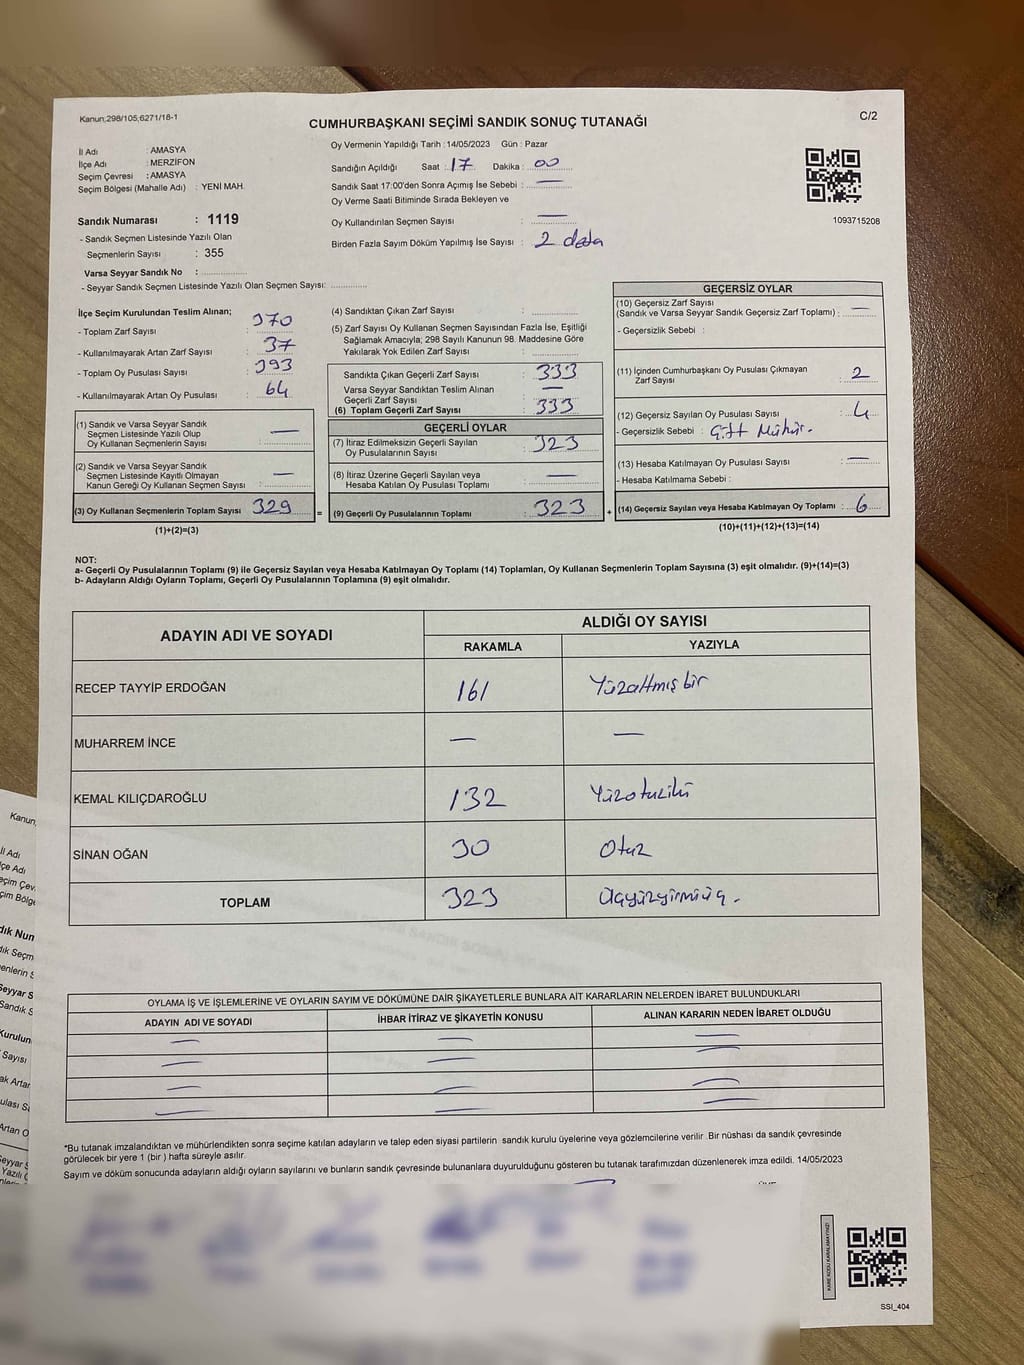 Kanun;298/105;6271/18-1
C/2
CUMHURBAŞKANI SEÇİMİ SANDIK SONUÇ TUTANAĞI
İl Adı : AMASYA
İlçe Adı : MERZİFON
Seçim Çevresi : AMASYA
Seçim Bölgesi (Mahalle Adı) : YENİ MAH.
Sandık Numarası : 1119
- Sandık Seçmen Listesinde Yazılı Olan
Seçmenlerin Sayısı : 355
Varsa Seyyar Sandık No :
- Seyyar Sandık Seçmen Listesinde Yazılı Olan Seçmen Sayısı:
Oy Vermenin Yapıldığı Tarih : 14/05/2023 Gün : Pazar
Sandığın Açıldığı Saat : 17 Dakika : 00
Sandık Saat 17:00'den Sonra Açımış İse Sebebi : —
Oy Verme Saati Bitiminde Sırada Bekleyen ve
Oy Kullandırılan Seçmen Sayısı : —
Birden Fazla Sayım Döküm Yapılmış İse Sayısı : 2 defa
1093715208
İlçe Seçim Kurulundan Teslim Alınan;
- Toplam Zarf Sayısı : 370
- Kullanılmayarak Artan Zarf Sayısı : 37
- Toplam Oy Pusulası Sayısı : 393
- Kullanılmayarak Artan Oy Pusulası : 64
(1) Sandık ve Varsa Seyyar Sandık
Seçmen Listesinde Yazılı Olup
Oy Kullanan Seçmenlerin Sayısı : —
(2) Sandık ve Varsa Seyyar Sandık
Seçmen Listesinde Kayıtlı Olmayan
Kanun Gereği Oy Kullanan Seçmen Sayısı : —
(3) Oy Kullanan Seçmenlerin Toplam Sayısı 329 =
(1)+(2)=(3)
(4) Sandıktan Çıkan Zarf Sayısı :
(5) Zarf Sayısı Oy Kullanan Seçmen Sayısından Fazla İse, Eşitliği
Sağlamak Amacıyla; 298 Sayılı Kanunun 98. Maddesine Göre
Yakılarak Yok Edilen Zarf Sayısı :
Sandıkta Çıkan Geçerli Zarf Sayısı : 333
Varsa Seyyar Sandıktan Teslim Alınan
Geçerli Zarf Sayısı : —
(6) Toplam Geçerli Zarf Sayısı : 333
GEÇERLİ OYLAR
(7) İtiraz Edilmeksizin Geçerli Sayılan
Oy Pusulalarının Sayısı : 323
(8) İtiraz Üzerine Geçerli Sayılan veya
Hesaba Katılan Oy Pusulası Toplamı : —
(9) Geçerli Oy Pusulalarının Toplamı : 323 +
GEÇERSİZ OYLAR
(10) Geçersiz Zarf Sayısı
(Sandık ve Varsa Seyyar Sandık Geçersiz Zarf Toplamı) : —
- Geçersizlik Sebebi :
(11) İçinden Cumhurbaşkanı Oy Pusulası Çıkmayan
Zarf Sayısı : 2
(12) Geçersiz Sayılan Oy Pusulası Sayısı : 4
- Geçersizlik Sebebi : Çift Mühür.
(13) Hesaba Katılmayan Oy Pusulası Sayısı : —
- Hesaba Katılmama Sebebi :
(14) Geçersiz Sayılan veya Hesaba Katılmayan Oy Toplamı : 6
(10)+(11)+(12)+(13)=(14)
NOT:
a- Geçerli Oy Pusulalarının Toplamı (9) ile Geçersiz Sayılan veya Hesaba Katılmayan Oy Toplamı (14) Toplamları, Oy Kullanan Seçmenlerin Toplam Sayısına (3) eşit olmalıdır. (9)+(14)=(3)
b- Adayların Aldığı Oyların Toplamı, Geçerli Oy Pusulalarının Toplamına (9) eşit olmalıdır.
ADAYIN ADI VE SOYADI ALDIĞI OY SAYISI
RAKAMLA YAZIYLA
RECEP TAYYİP ERDOĞAN 161 Yüzaltmışbir
MUHARREM İNCE — —
KEMAL KILIÇDAROĞLU 132 Yüzotuziki
SİNAN OĞAN 30 Otuz
TOPLAM 323 Üçyüzyirmiüç.
OYLAMA İŞ VE İŞLEMLERİNE VE OYLARIN SAYIM VE DÖKÜMÜNE DAİR ŞİKAYETLERLE BUNLARA AİT KARARLARIN NELERDEN İBARET BULUNDUKLARI
ADAYIN ADI VE SOYADI İHBAR İTİRAZ VE ŞİKAYETİN KONUSU ALINAN KARARIN NEDEN İBARET OLDUĞU
— — —
— — —
— — —
— — —
*Bu tutanak imzalandıktan ve mühürlendikten sonra seçime katılan adayların ve talep eden siyasi partilerin sandık kurulu üyelerine veya gözlemcilerine verilir .Bir nüshası da sandık çevresinde
görülecek bir yere 1 (bir ) hafta süreyle asılır.
Sayım ve döküm sonucunda adayların aldığı oyların sayılarını ve bunların sandık çevresinde bulunanlara duyurulduğunu gösteren bu tutanak tarafımızdan düzenlenerek imza edildi. 14/05/2023
KARE KODU KARALAMAYINIZ!
SSI_404